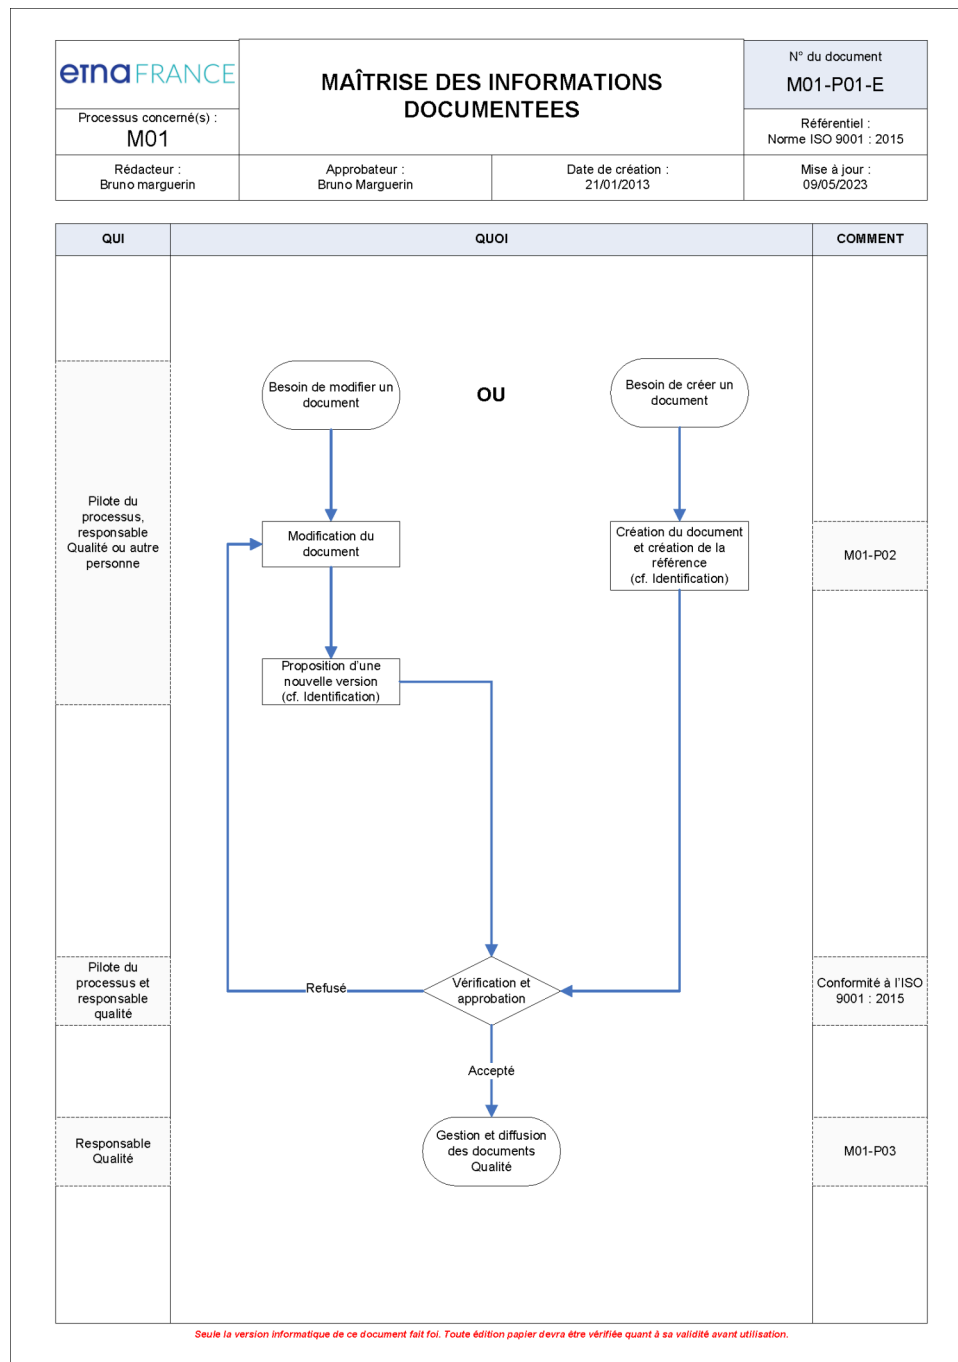 etna FRANCE
MAÎTRISE DES INFORMATIONS
DOCUMENTEES
N° du document
M01-P01-E
Processus concerné(s) :
M01
Référentiel :
Norme ISO 9001 : 2015
Rédacteur :
Bruno marguerin
Approbateur :
Bruno Marguerin
Date de création :
21/01/2013
Mise à jour :
09/05/2023
QUI
QUOI
COMMENT
Besoin de modifier un
document
OU
Besoin de créer un
document
Pilote du
processus,
responsable
Qualité ou autre
personne
Modification du
document
Création du document
et création de la
référence
(cf. Identification)
M01-P02
Proposition d'une
nouvelle version
(cf. Identification)
Pilote du
processus et
responsable
qualité
Refusé
Vérification et
approbation
Conformité à l'ISO
9001 : 2015
Accepté
Responsable
Qualité
Gestion et diffusion
des documents
Qualité
M01-P03
Seule la version informatique de ce document fait foi. Toute édition papier devra être vérifiée quant à sa validité avant utilisation.